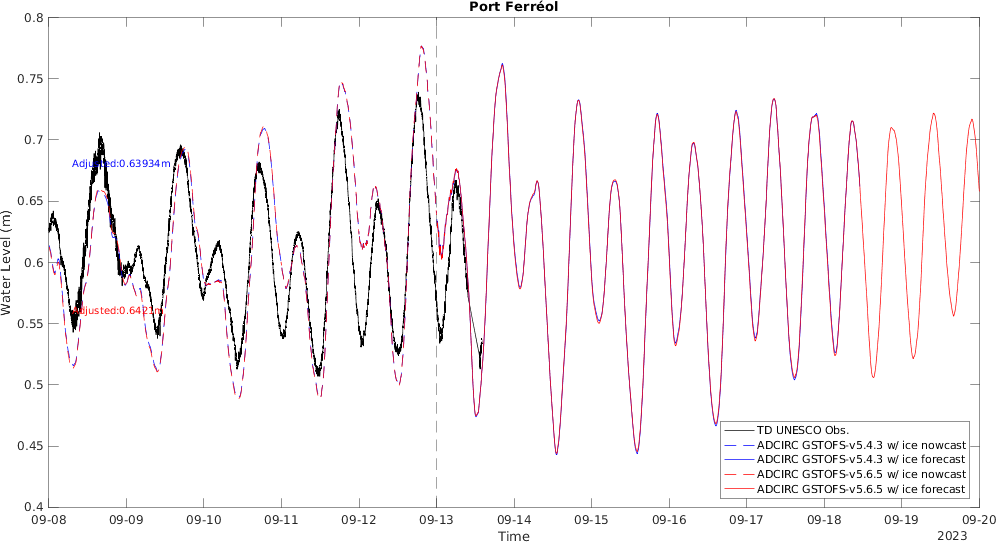 Port Ferréol
0.8
0.75
0.7
0.65
0.6
0.55
0.5
0.45
0.4
Water Level (m)
Adjusted:0.63934m
Adjusted:0.6421m
TD UNESCO Obs.
ADCIRC GSTOFS-v5.4.3 w/ ice nowcast
ADCIRC GSTOFS-v5.4.3 w/ ice forecast
ADCIRC GSTOFS-v5.6.5 w/ ice nowcast
ADCIRC GSTOFS-v5.6.5 w/ ice forecast
09-08 09-09 09-10 09-11 09-12 09-13 09-14 09-15 09-16 09-17 09-18 09-19 09-20
Time
2023